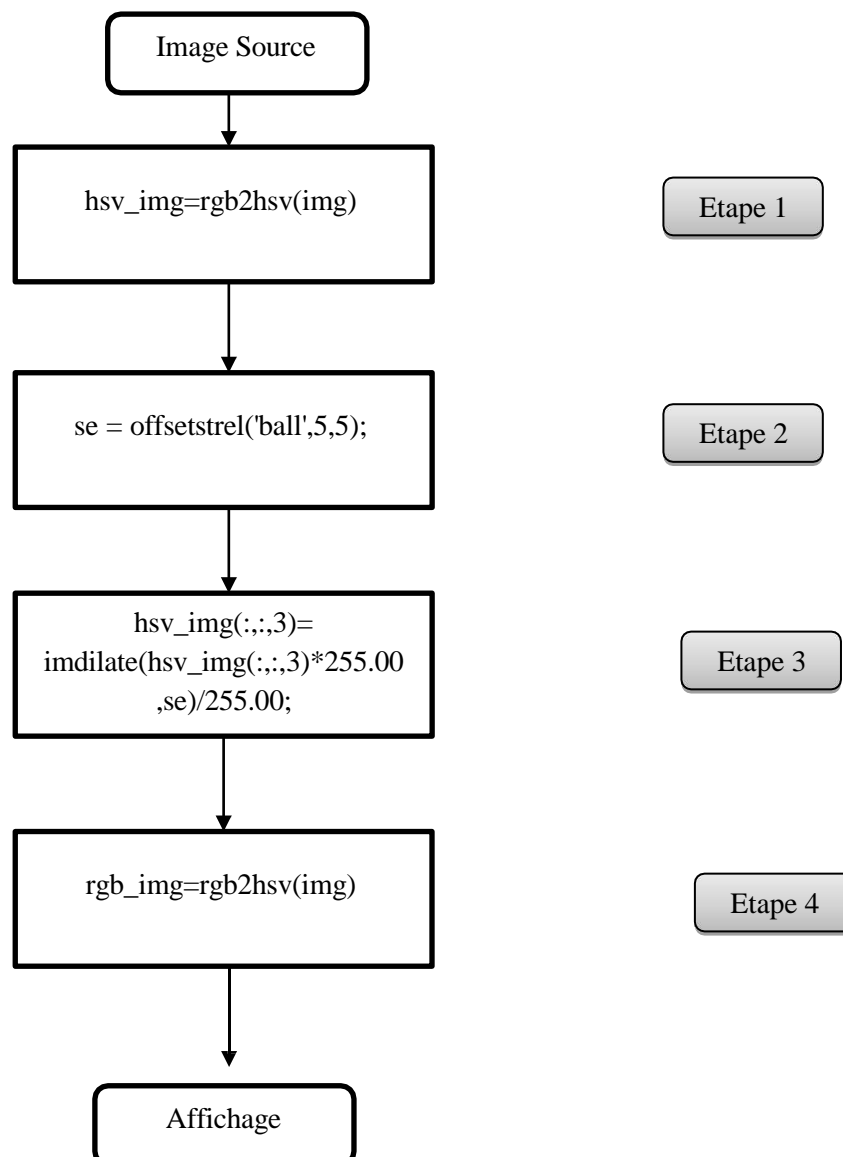 Image Source
hsv_img=rgb2hsv(img)
Etape 1
se = offsetstrel('ball',5,5);
Etape 2
hsv_img(:,:,3)=
imdilate(hsv_img(:,:,3)*255.00
,se)/255.00;
Etape 3
rgb_img=rgb2hsv(img)
Etape 4
Affichage